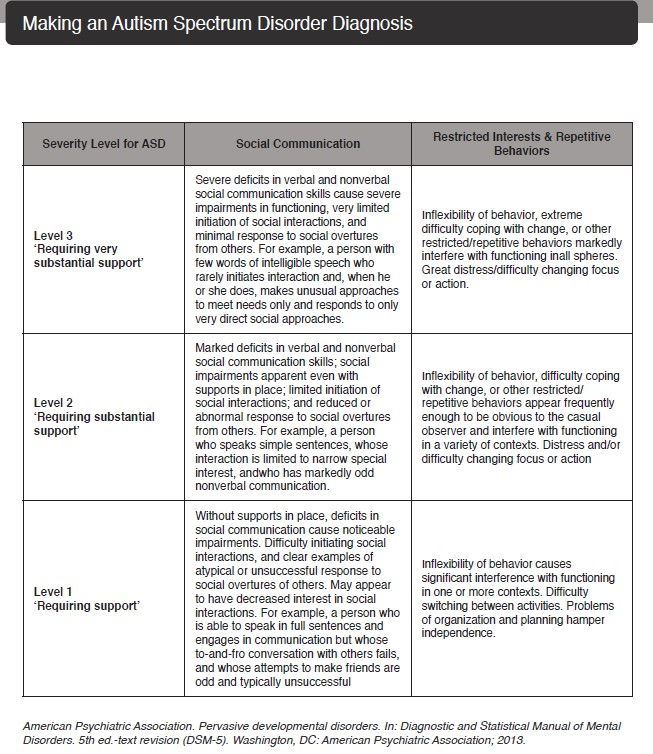 Making an Autism Spectrum Disorder Diagnosis
Severity Level for ASD
Social Communication
Restricted Interests & Repetitive
Behaviors
Level 3
‘Requiring very
substantial support’
Severe deficits in verbal and nonverbal
social communication skills cause severe
impairments in functioning, very limited
initiation of social interactions, and
minimal response to social overtures
from others. For example, a person with
few words of intelligible speech who
rarely initiates interaction and, when he
or she does, makes unusual approaches
to meet needs only and responds to only
very direct social approaches.
Inflexibility of behavior, extreme
difficulty coping with change, or other
restricted/repetitive behaviors markedly
interfere with functioning inall spheres.
Great distress/difficulty changing focus
or action.
Level 2
‘Requiring substantial
support’
Marked deficits in verbal and nonverbal
social communication skills; social
impairments apparent even with
supports in place; limited initiation of
social interactions; and reduced or
abnormal response to social overtures
from others. For example, a person
who speaks simple sentences, whose
interaction is limited to narrow special
interest, andwho has markedly odd
nonverbal communication.
Inflexibility of behavior, difficulty coping
with change, or other restricted/
repetitive behaviors appear frequently
enough to be obvious to the casual
observer and interfere with functioning
in a variety of contexts. Distress and/or
difficulty changing focus or action
Level 1
‘Requiring support’
Without supports in place, deficits in
social communication cause noticeable
impairments. Difficulty initiating social
interactions, and clear examples of
atypical or unsuccessful response to
social overtures of others. May appear
to have decreased interest in social
interactions. For example, a person who
is able to speak in full sentences and
engages in communication but whose
to-and-fro conversation with others fails,
and whose attempts to make friends are
odd and typically unsuccessful
Inflexibility of behavior causes
significant interference with functioning
in one or more contexts. Difficulty
switching between activities. Problems
of organization and planning hamper
independence.
American Psychiatric Association. Pervasive developmental disorders. In: Diagnostic and Statistical Manual of Mental
Disorders. 5th ed.-text revision (DSM-5). Washington, DC: American Psychiatric Association; 2013.